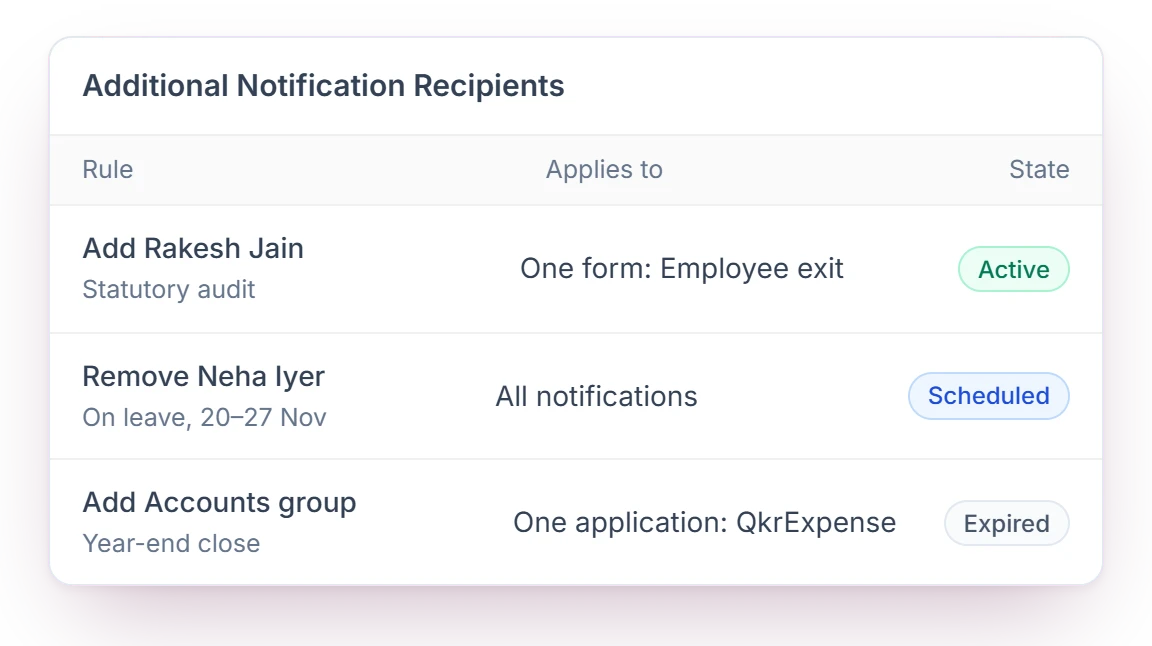 Additional Notification Recipients
Rule Applies to State
Add Rakesh Jain
Statutory audit
One form: Employee exit
Active
Remove Neha Iyer
On leave, 20–27 Nov
All notifications
Scheduled
Add Accounts group
Year-end close
One application: QkrExpense
Expired